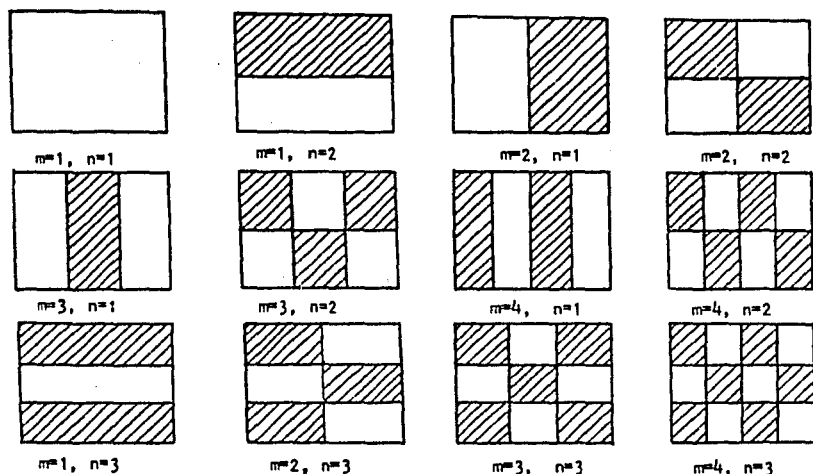 m=1, n=1
m=1, n=2
m=2, n=1
m=2, n=2
m=3, n=1
m=3, n=2
m=4, n=1
m=4, n=2
m=1, n=3
m=2, n=3
m=3, n=3
m=4, n=3